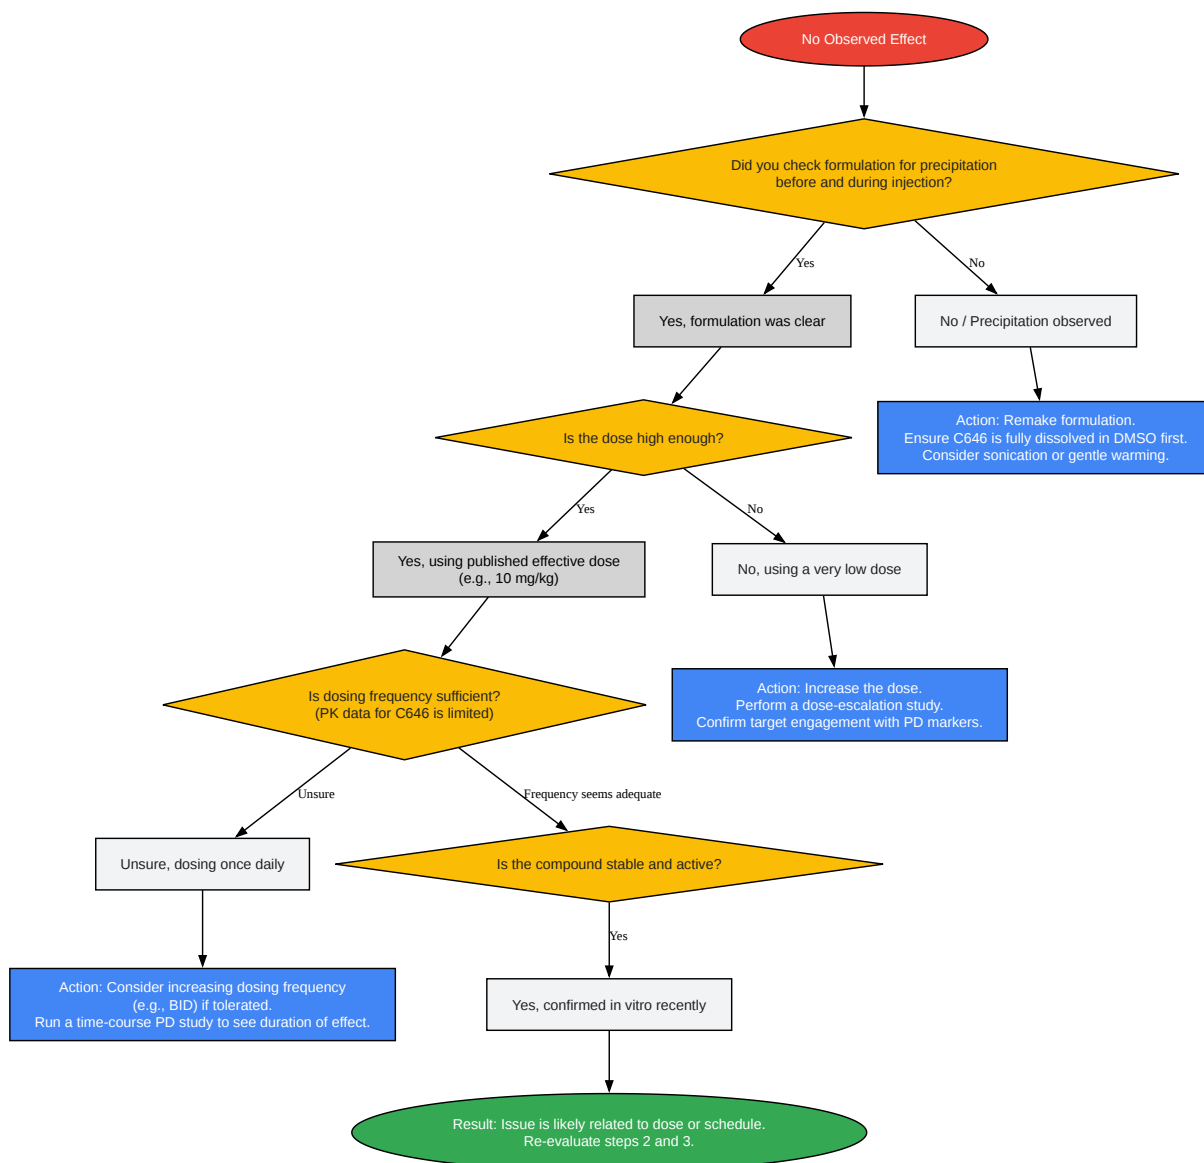 No Observed Effect
Did you check formulation for precipitation
before and during injection?
Yes
No
Yes, formulation was clear
No / Precipitation observed
Action: Remake formulation.
Ensure C646 is fully dissolved in DMSO first.
Consider sonication or gentle warming.
Is the dose high enough?
Yes
No
Yes, using published effective dose
(e.g., 10 mg/kg)
No, using a very low dose
Action: Increase the dose.
Perform a dose-escalation study.
Confirm target engagement with PD markers.
Is dosing frequency sufficient?
(PK data for C646 is limited)
Unsure
Frequency seems adequate
Unsure, dosing once daily
Is the compound stable and active?
Yes
Action: Consider increasing dosing frequency
(e.g., BID) if tolerated.
Run a time-course PD study to see duration of effect.
Yes, confirmed in vitro recently
Result: Issue is likely related to dose or schedule.
Re-evaluate steps 2 and 3.